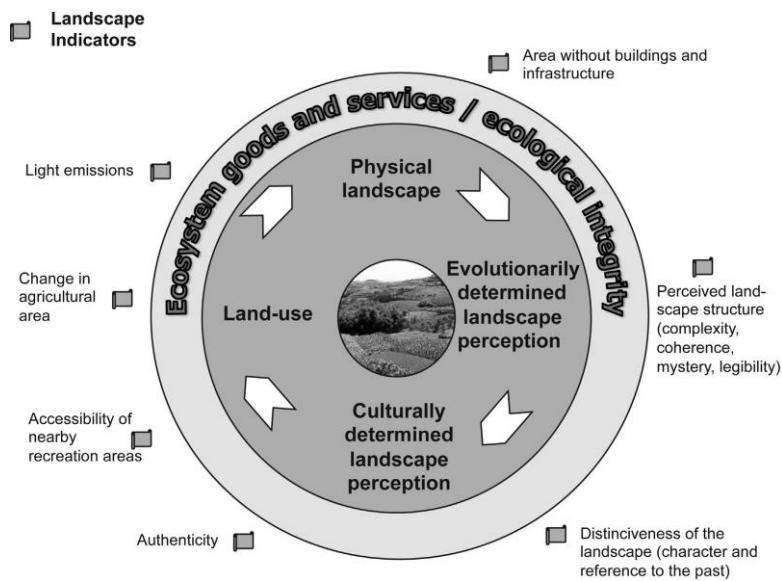 Landscape
Indicators
Area without buildings and
infrastructure
Ecosystem goods and services / ecological integrity
Light emissions
Physical
landscape
Change in
agricultural
area
Land-use
Evolutionarily
determined
landscape
perception
Perceived land-
scape structure
(complexity,
coherence,
mystery, legibility)
Accessibility of
nearby
recreation areas
Culturally
determined
landscape
perception
Authenticity
Distinciveness of the
landscape (character and
reference to the past)